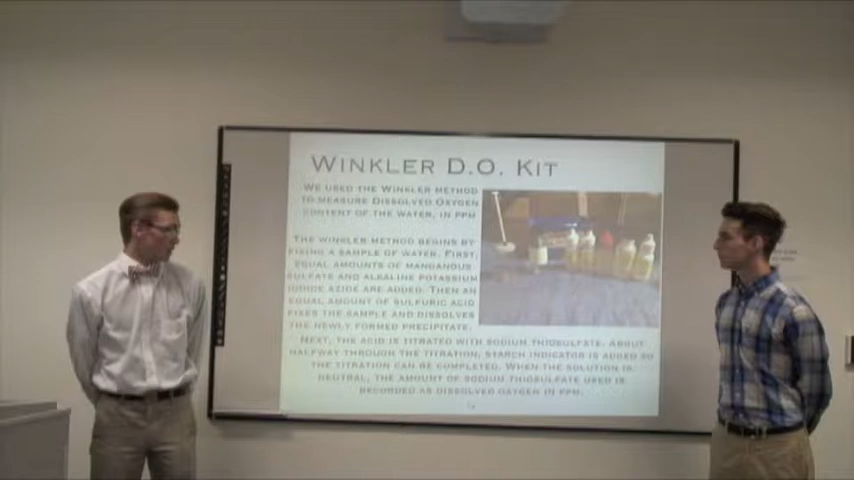 WINKLER D.O. KIT
WE USED THE WINKLER METHOD
TO MEASURE DISSOLVED OXYGEN
CONTENT OF THE WATER, IN PPM
THE WINKLER METHOD BEGINS BY
FIXING A SAMPLE OF WATER. FIRST,
EQUAL AMOUNTS OF MANGANOUS
SULFATE AND ALKALINE POTASSIUM
IODIDE AZIDE ARE ADDED. THEN AN
EQUAL AMOUNT OF SULFURIC ACID
FIXES THE SAMPLE AND DISSOLVES
THE NEWLY FORMED PRECIPITATE.
NEXT, THE ACID IS TITRATED WITH SODIUM THIOSULFATE. ABOUT
HALFWAY THROUGH THE TITRATION, STARCH INDICATOR IS ADDED SO
THE TITRATION CAN BE COMPLETED. WHEN THE SOLUTION IS
NEUTRAL, THE AMOUNT OF SODIUM THIOSULFATE USED IS
RECORDED AS DISSOLVED OXYGEN IN PPM.